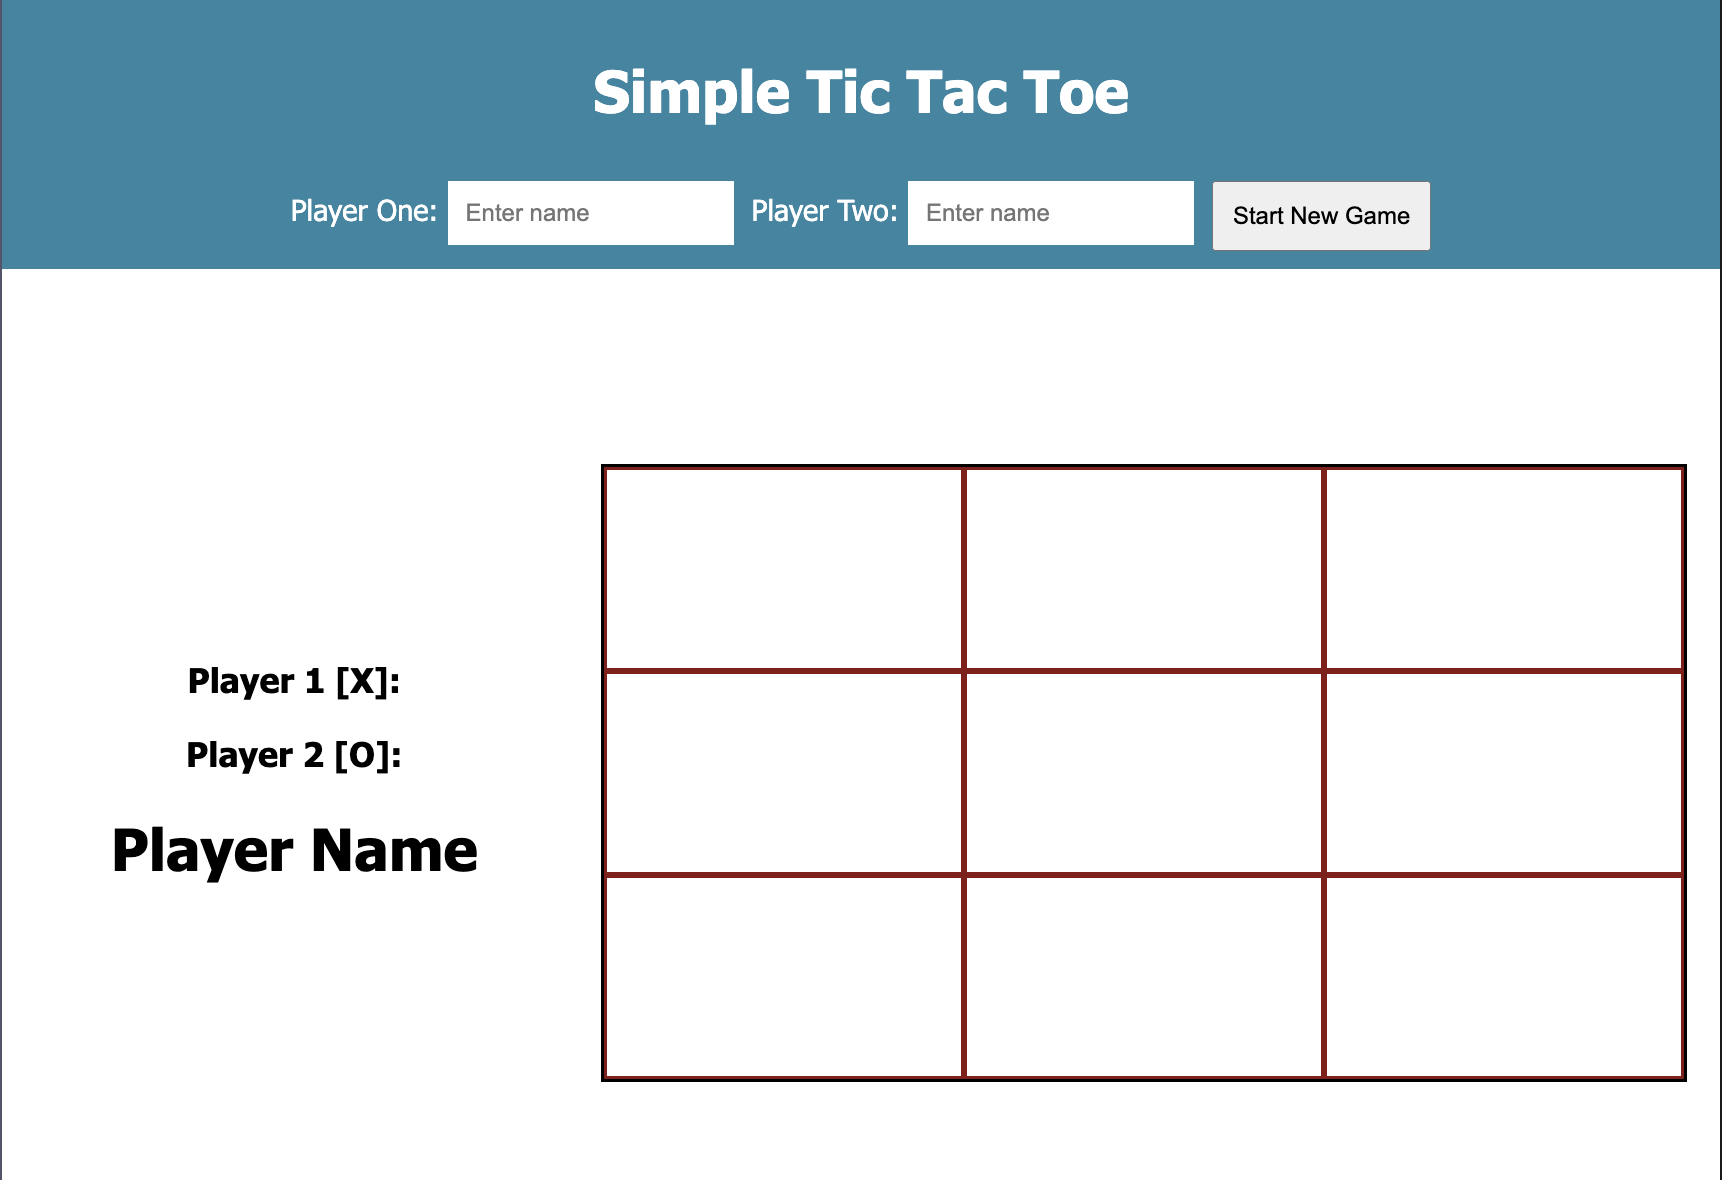 Simple Tic Tac Toe
Player One: Enter name Player Two: Enter name Start New Game
Player 1 [X]:
Player 2 [O]:
Player Name